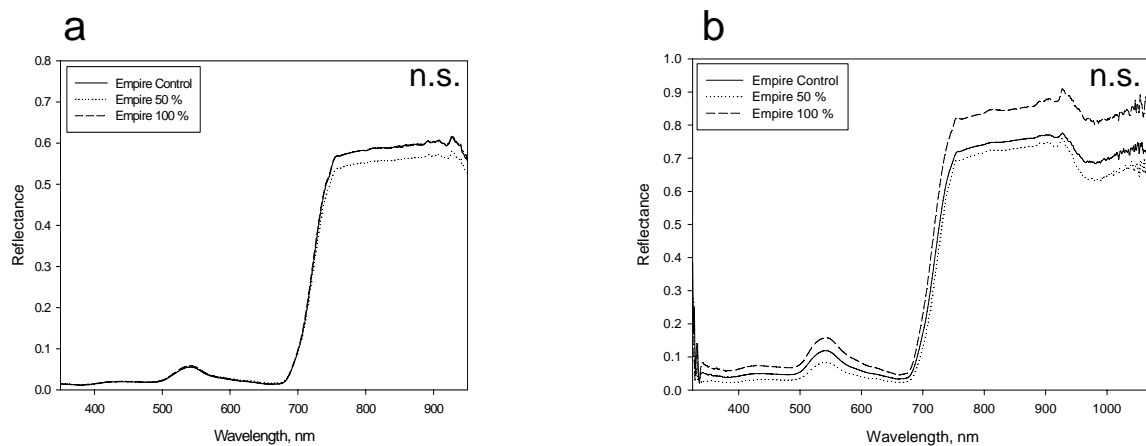 a
n.s.
Empire Control
Empire 50 %
Empire 100 %
Reflectance
0.8
0.7
0.6
0.5
0.4
0.3
0.2
0.1
0.0
400 500 600 700 800 900
Wavelength, nm
b
n.s.
Empire Control
Empire 50 %
Empire 100 %
Reflectance
1.0
0.9
0.8
0.7
0.6
0.5
0.4
0.3
0.2
0.1
0.0
400 500 600 700 800 900 1000
Wavelength, nm